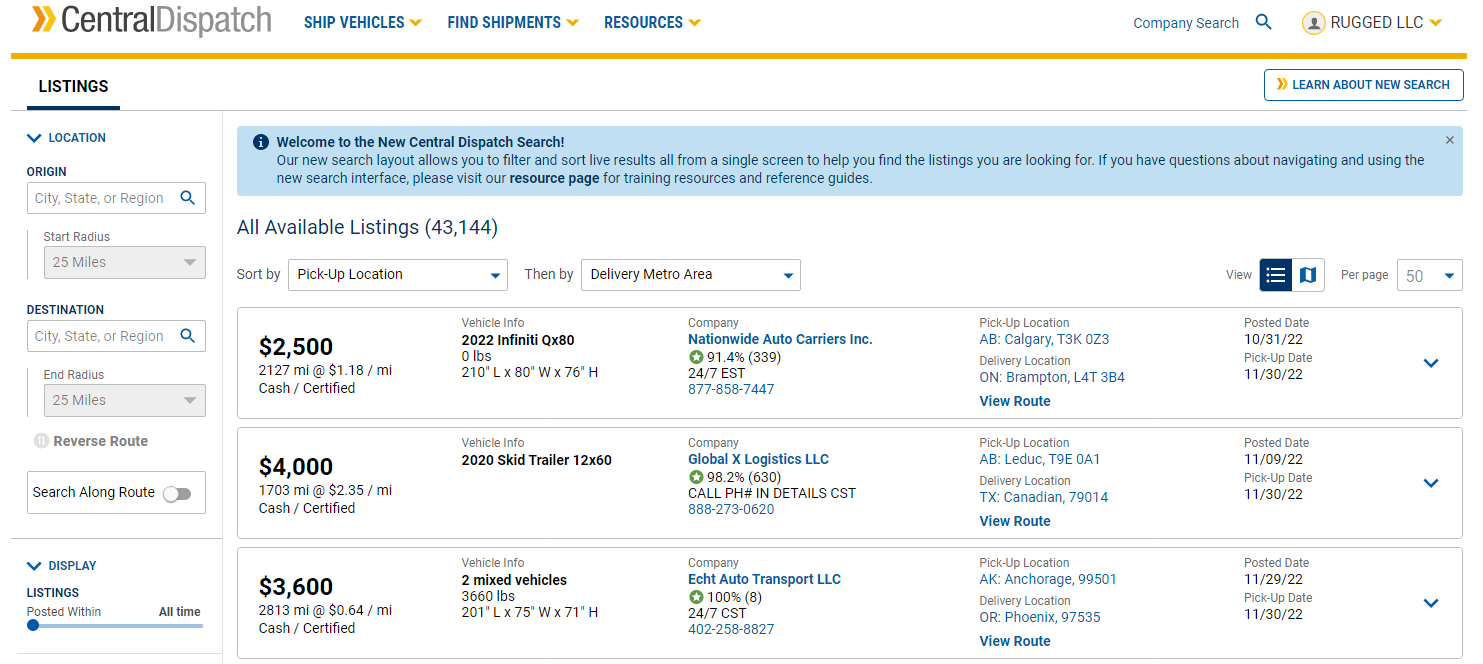 CentralDispatch
SHIP VEHICLES
FIND SHIPMENTS
RESOURCES
Company Search
RUGGED LLC
LISTINGS
LEARN ABOUT NEW SEARCH
LOCATION
ORIGIN
City, State, or Region
Start Radius
25 Miles
DESTINATION
City, State, or Region
End Radius
25 Miles
Reverse Route
Search Along Route
DISPLAY
LISTINGS
Posted Within All time
Welcome to the New Central Dispatch Search!
Our new search layout allows you to filter and sort live results all from a single screen to help you find the listings you are looking for. If you have questions about navigating and using the
new search interface, please visit our resource page for training resources and reference guides.
All Available Listings (43,144)
Sort by Pick-Up Location Then by Delivery Metro Area
View Per page 50
$2,500
2127 mi @ $1.18 / mi
Cash / Certified
Vehicle Info
2022 Infiniti Qx80
0 lbs
210" L x 80" W x 76" H
Company
Nationwide Auto Carriers Inc.
91.4% (339)
24/7 EST
877-858-7447
Pick-Up Location
AB: Calgary, T3K 0Z3
Delivery Location
ON: Brampton, L4T 3B4
View Route
Posted Date
10/31/22
Pick-Up Date
11/30/22
$4,000
1703 mi @ $2.35 / mi
Cash / Certified
Vehicle Info
2020 Skid Trailer 12x60
Company
Global X Logistics LLC
98.2% (630)
CALL PH# IN DETAILS CST
888-273-0620
Pick-Up Location
AB: Leduc, T9E 0A1
Delivery Location
TX: Canadian, 79014
View Route
Posted Date
11/09/22
Pick-Up Date
11/30/22
$3,600
2813 mi @ $0.64 / mi
Cash / Certified
Vehicle Info
2 mixed vehicles
3660 lbs
201" L x 75" W x 71" H
Company
Echt Auto Transport LLC
100% (8)
24/7 CST
402-258-8827
Pick-Up Location
AK: Anchorage, 99501
Delivery Location
OR: Phoenix, 97535
View Route
Posted Date
11/29/22
Pick-Up Date
11/30/22